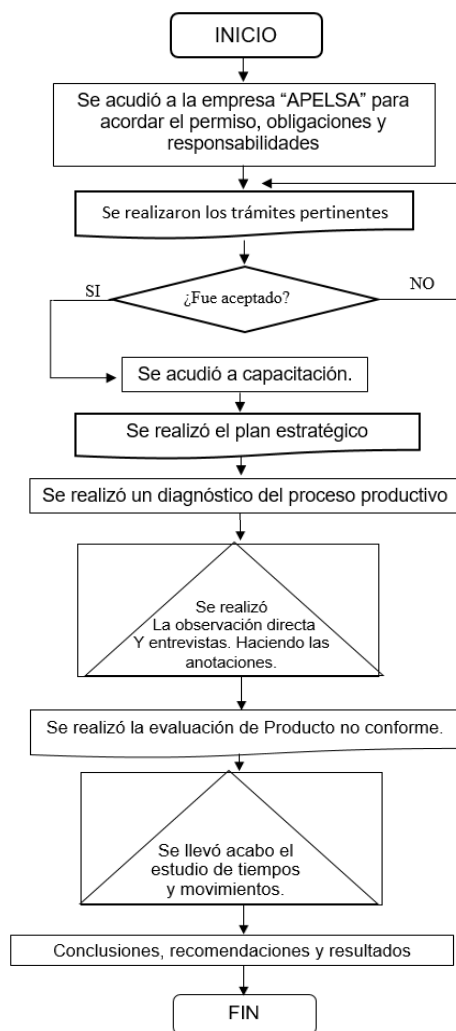 INICIO
Se acudió a la empresa “APELSA” para
acordar el permiso, obligaciones y
responsabilidades
Se realizaron los trámites pertinentes
¿Fue aceptado?
SI
NO
Se acudió a capacitación.
Se realizó el plan estratégico
Se realizó un diagnóstico del proceso productivo
Se realizó
La observación directa
Y entrevistas. Haciendo las
anotaciones.
Se realizó la evaluación de Producto no conforme.
Se llevó acabo el
estudio de tiempos
y movimientos.
Conclusiones, recomendaciones y resultados
FIN